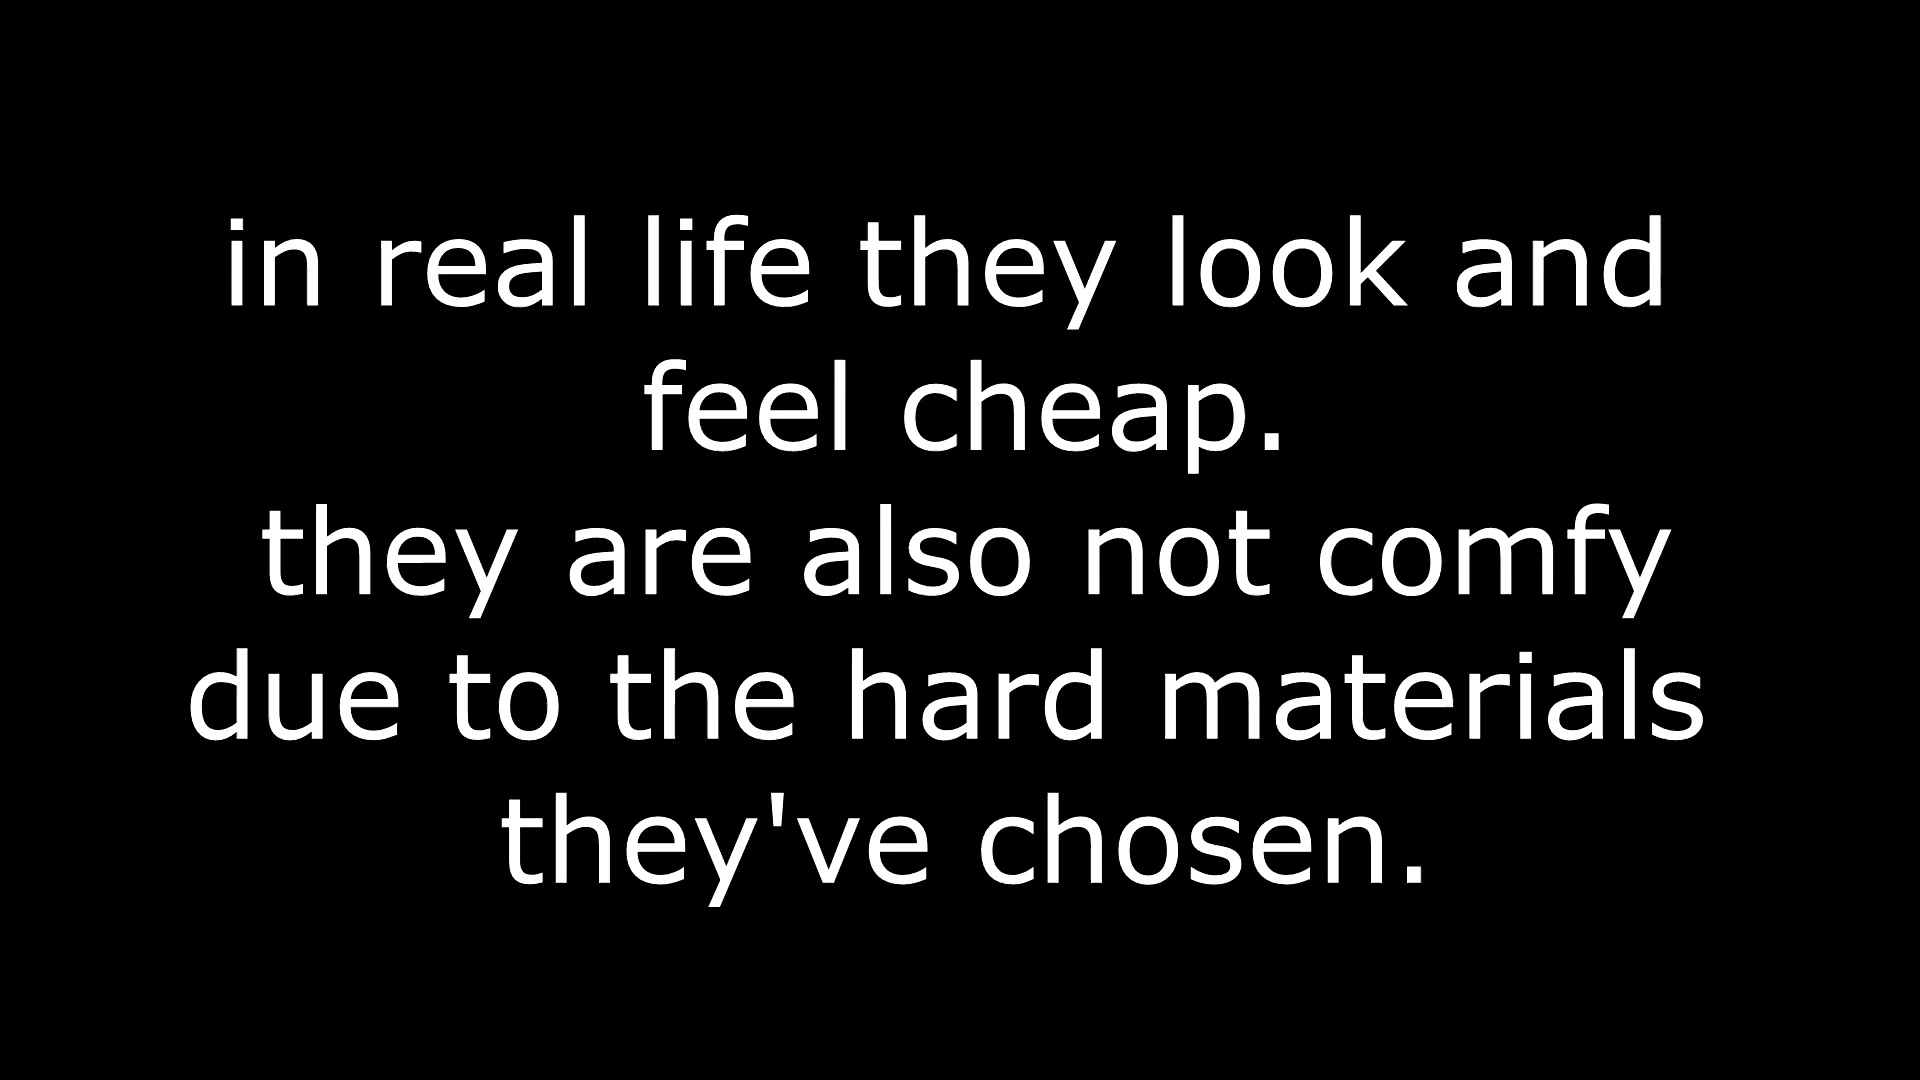 in real life they look and
feel cheap.
they are also not comfy
due to the hard materials
they've chosen.